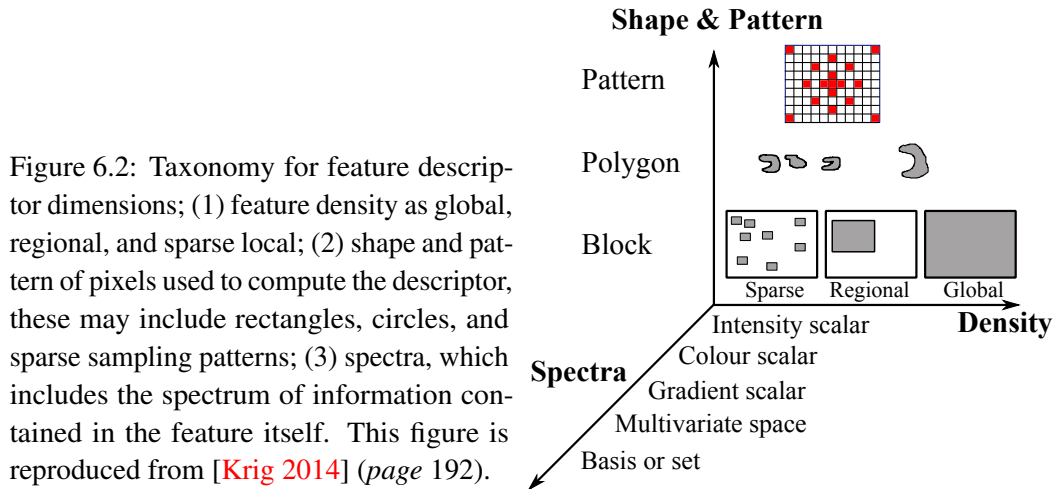 Figure 6.2: Taxonomy for feature descrip-
tor dimensions; (1) feature density as global,
regional, and sparse local; (2) shape and pat-
tern of pixels used to compute the descriptor,
these may include rectangles, circles, and
sparse sampling patterns; (3) spectra, which
includes the spectrum of information con-
tained in the feature itself. This figure is
reproduced from [Krig 2014] (page 192).
Shape & Pattern
Pattern
Polygon
Block
Sparse Regional Global
Density
Intensity scalar
Colour scalar
Spectra
Gradient scalar
Multivariate space
Basis or set